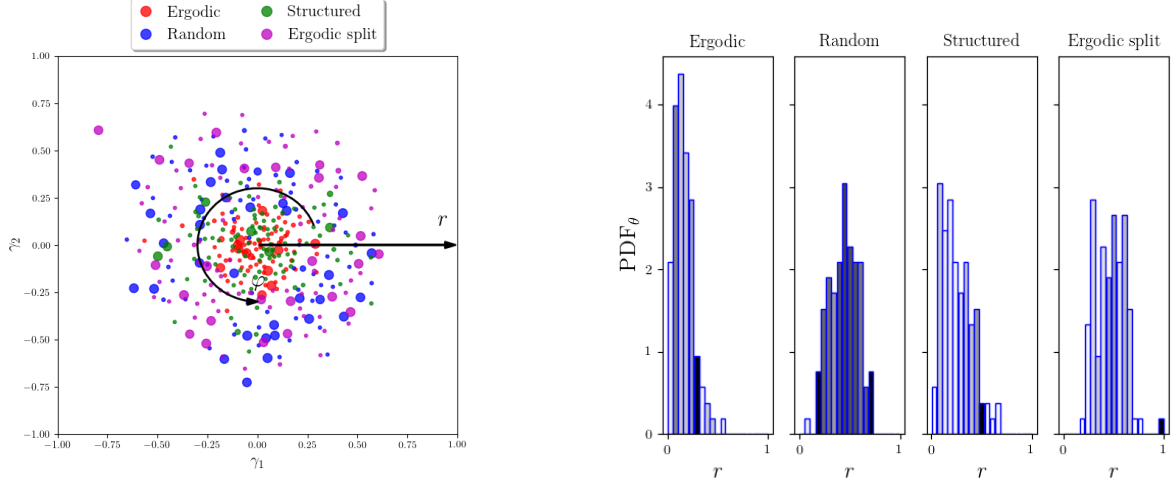 Ergodic
Random
Structured
Ergodic split
1.00
0.75
0.50
0.25
0.00
−0.25
−0.50
−0.75
−1.00
γ2
r
φ
−1.00
−0.75
−0.50
−0.25
0.00
0.25
0.50
0.75
1.00
γ1
Ergodic
Random
Structured
Ergodic split
PDFθ
4
3
2
1
0
0 1
0 1
0 1
0 1
r
r
r
r